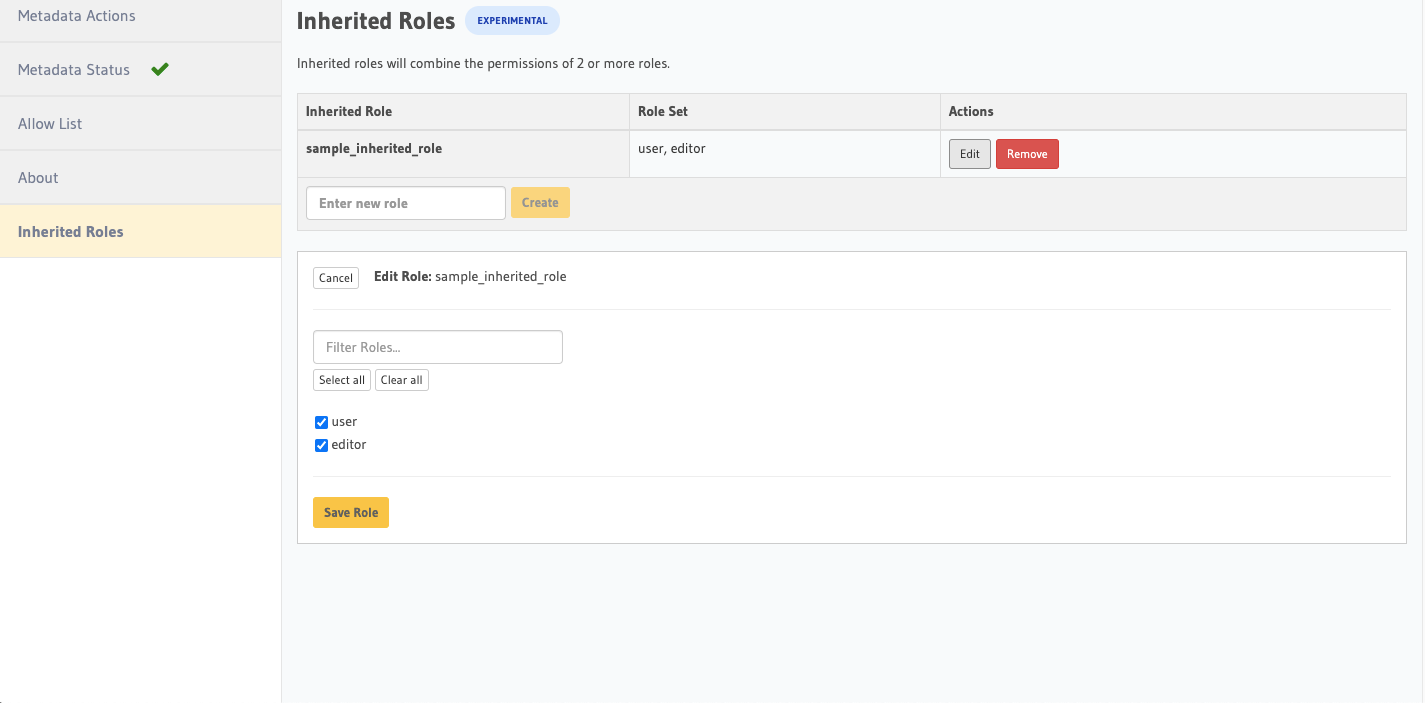 Metadata Actions
Metadata Status
Allow List
About
Inherited Roles
Inherited Roles EXPERIMENTAL
Inherited roles will combine the permissions of 2 or more roles.
Inherited Role Role Set Actions
sample_inherited_role user, editor Edit Remove
Enter new role Create
Cancel Edit Role: sample_inherited_role
Filter Roles...
Select all Clear all
user
editor
Save Role